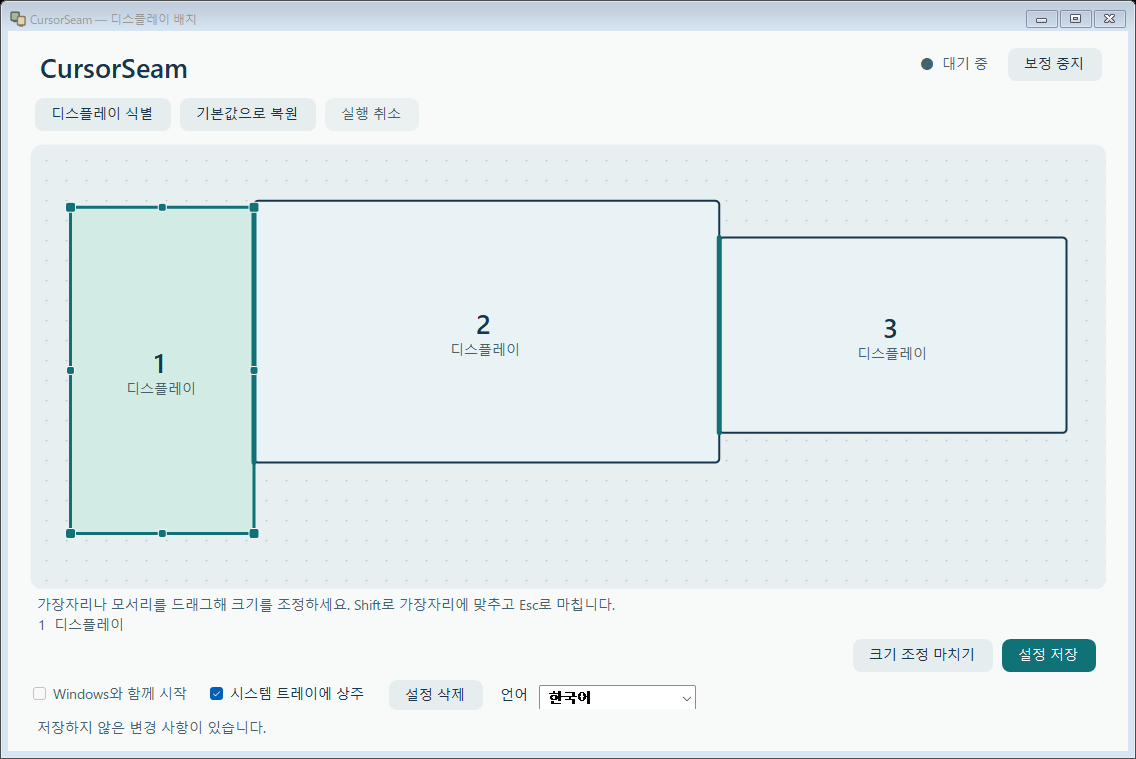 CursorSeam — 디스플레이 배치
CursorSeam
대기 중
보정 중지
디스플레이 식별
기본값으로 복원
실행 취소
1
디스플레이
2
디스플레이
3
디스플레이
가장자리나 모서리를 드래그해 크기를 조정하세요. Shift로 가장자리에 맞추고 Esc로 마칩니다.
1 디스플레이
크기 조정 마치기
설정 저장
Windows와 함께 시작
시스템 트레이에 상주
설정 삭제
언어
한국어
저장하지 않은 변경 사항이 있습니다.